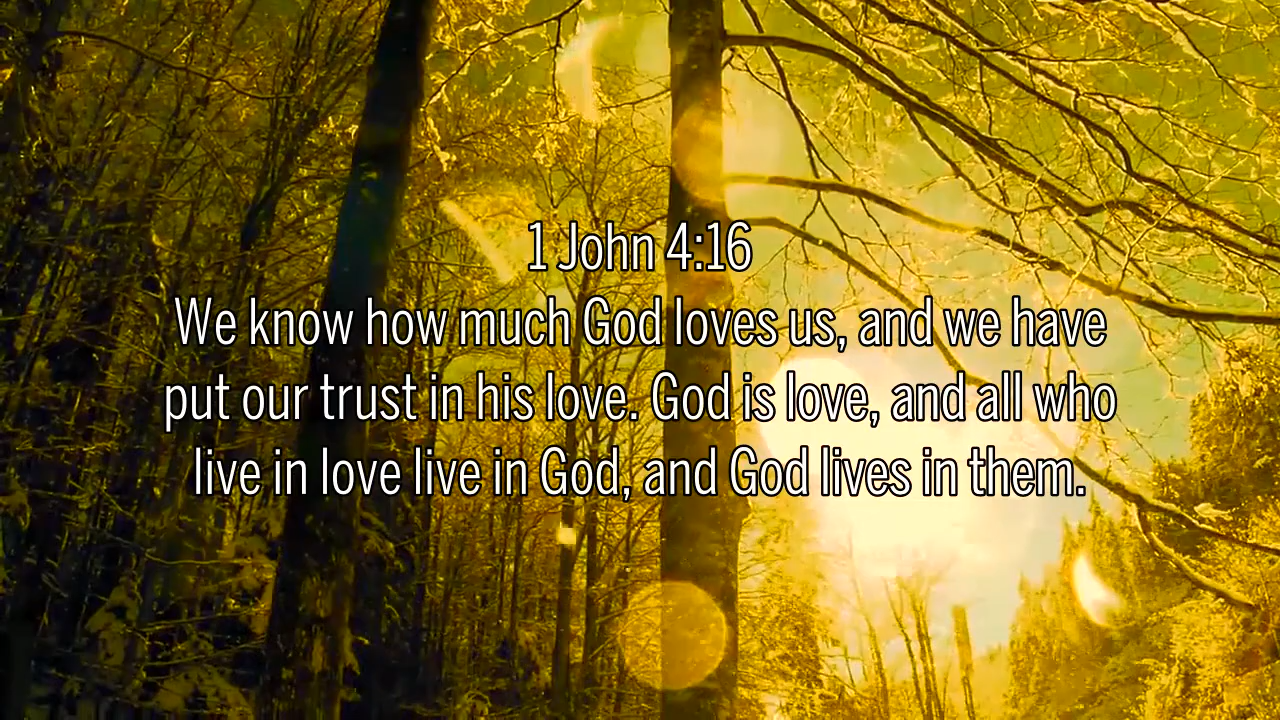 1 John 4:16
We know how much God loves us, and we have
put our trust in his love. God is love, and all who
live in love live in God, and God lives in them.